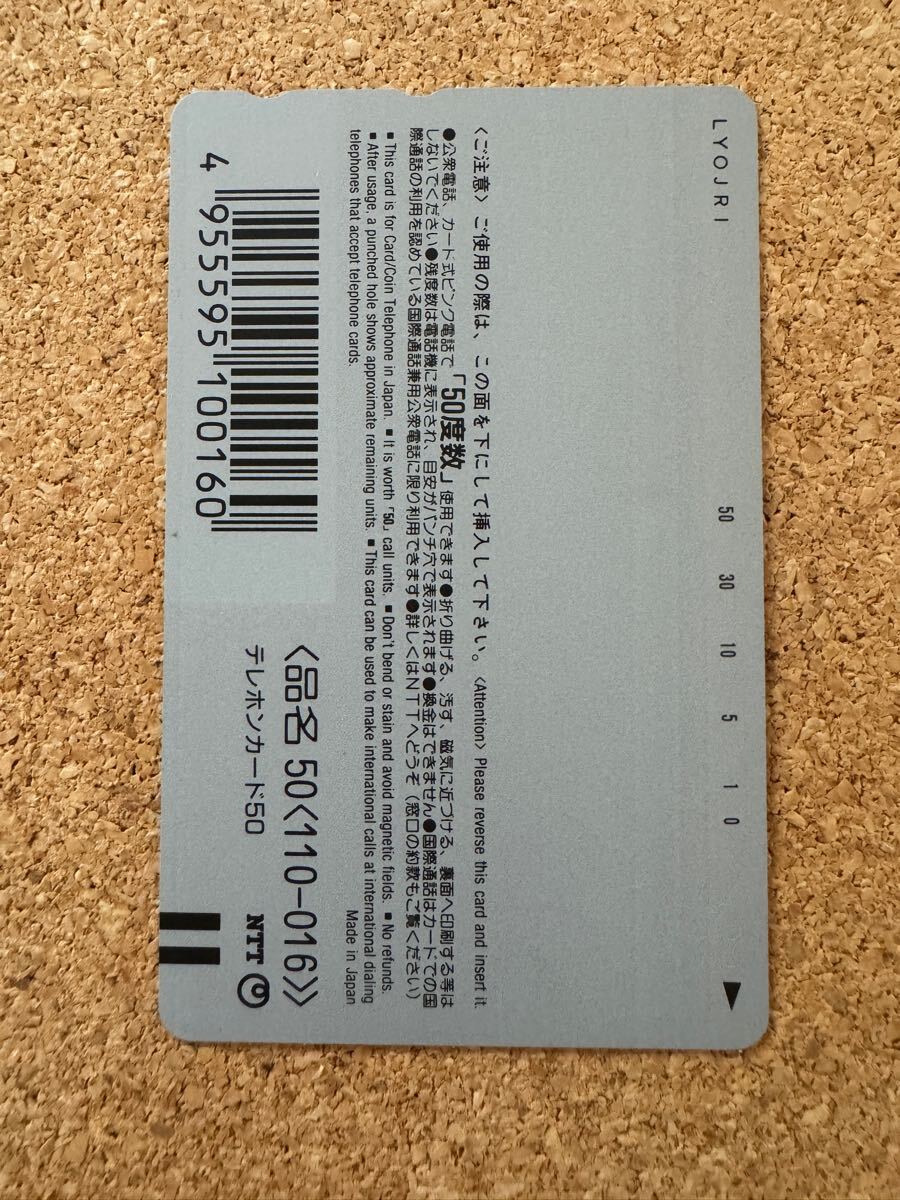 LYOJRI
50 30 10 5 1 0
〈ご注意〉 ご使用の際は、この面を下にして挿入して下さい。 〈Attention〉 Please reverse this card and insert it.
●公衆電話、カード式ピンク電話で「50度数」使用できます●折り曲げる、汚す、磁気に近づける、裏面へ印刷する等は
しないでください●残度数は電話機に表示され、目安がパンチ穴で表示されます●換金はできません●国際通話はカードでの国
際通話の利用を認めている国際通話兼用公衆電話に限り利用できます●詳しくはNTTへどうぞ（窓口の約款もご覧ください）
■This card is for Card/Coin Telephone in Japan. ■It is worth「50」call units. ■Don't bend or stain and avoid magnetic fields. ■No refunds.
■After usage, a punched hole shows approximate remaining units. ■This card can be used to make international calls at international dialing
telephones that accept telephone cards.
Made in Japan
〈品名 50〈110-016〉〉
テレホンカード50
NTT
4 955595 100160